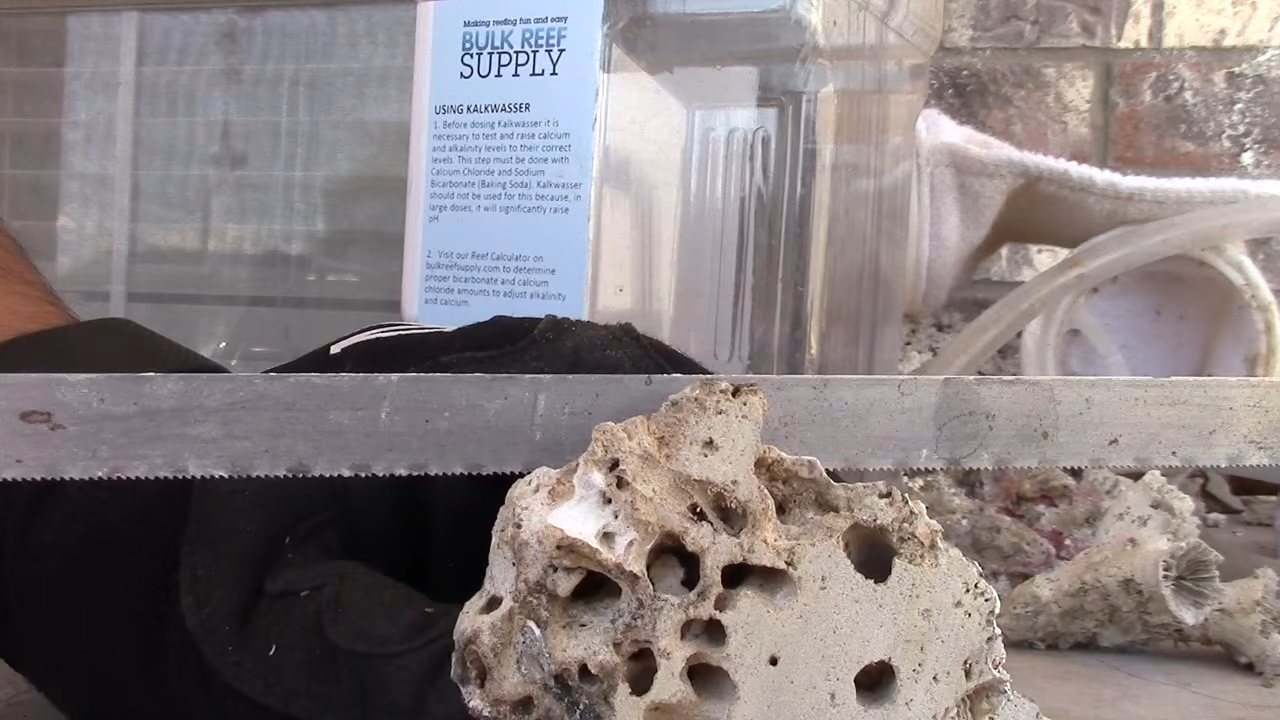 Making reefing fun and easy
BULK REEF
SUPPLY
USING KALKWASSER
1. Before dosing Kalkwasser it is
necessary to test and raise calcium
and alkalinity levels to their correct
levels. This step must be done with
Calcium Chloride and Sodium
Bicarbonate (Baking Soda). Kalkwasser
should not be used for this because, in
large doses, it will significantly raise
pH
2. Visit our Reef Calculator on
bulkreefsupply.com to determine
proper bicarbonate and calcium
chloride amounts to adjust alkalinity
and calcium.